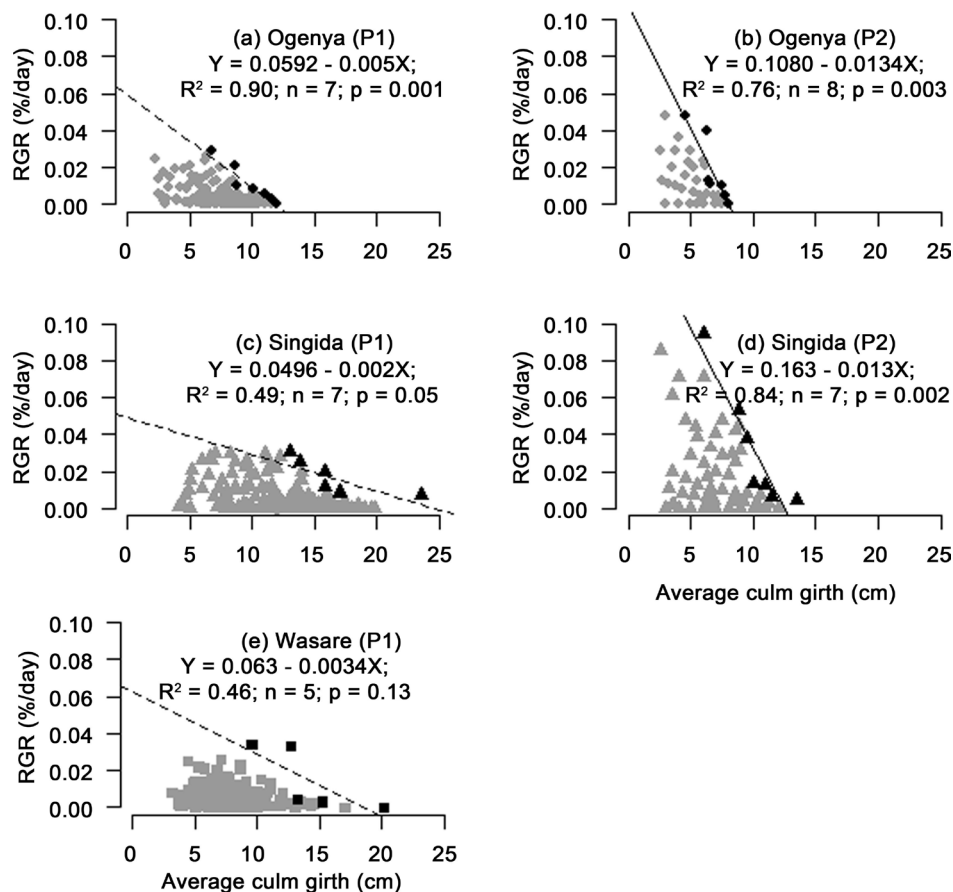 0.10
0.08
0.06
0.04
0.02
0.00
RGR (%/day)
(a) Ogenya (P1)
Y = 0.0592 - 0.005X;
R² = 0.90; n = 7; p = 0.001
0 5 10 15 20 25
0.10
0.08
0.06
0.04
0.02
0.00
RGR (%/day)
(b) Ogenya (P2)
Y = 0.1080 - 0.0134X;
R² = 0.76; n = 8; p = 0.003
0 5 10 15 20 25
0.10
0.08
0.06
0.04
0.02
0.00
RGR (%/day)
(c) Singida (P1)
Y = 0.0496 - 0.002X;
R² = 0.49; n = 7; p = 0.05
0 5 10 15 20 25
0.10
0.08
0.06
0.04
0.02
0.00
RGR (%/day)
(d) Singida (P2)
Y = 0.163 - 0.013X;
R² = 0.84; n = 7; p = 0.002
0 5 10 15 20 25
Average culm girth (cm)
0.10
0.08
0.06
0.04
0.02
0.00
RGR (%/day)
(e) Wasare (P1)
Y = 0.063 - 0.0034X;
R² = 0.46; n = 5; p = 0.13
0 5 10 15 20 25
Average culm girth (cm)